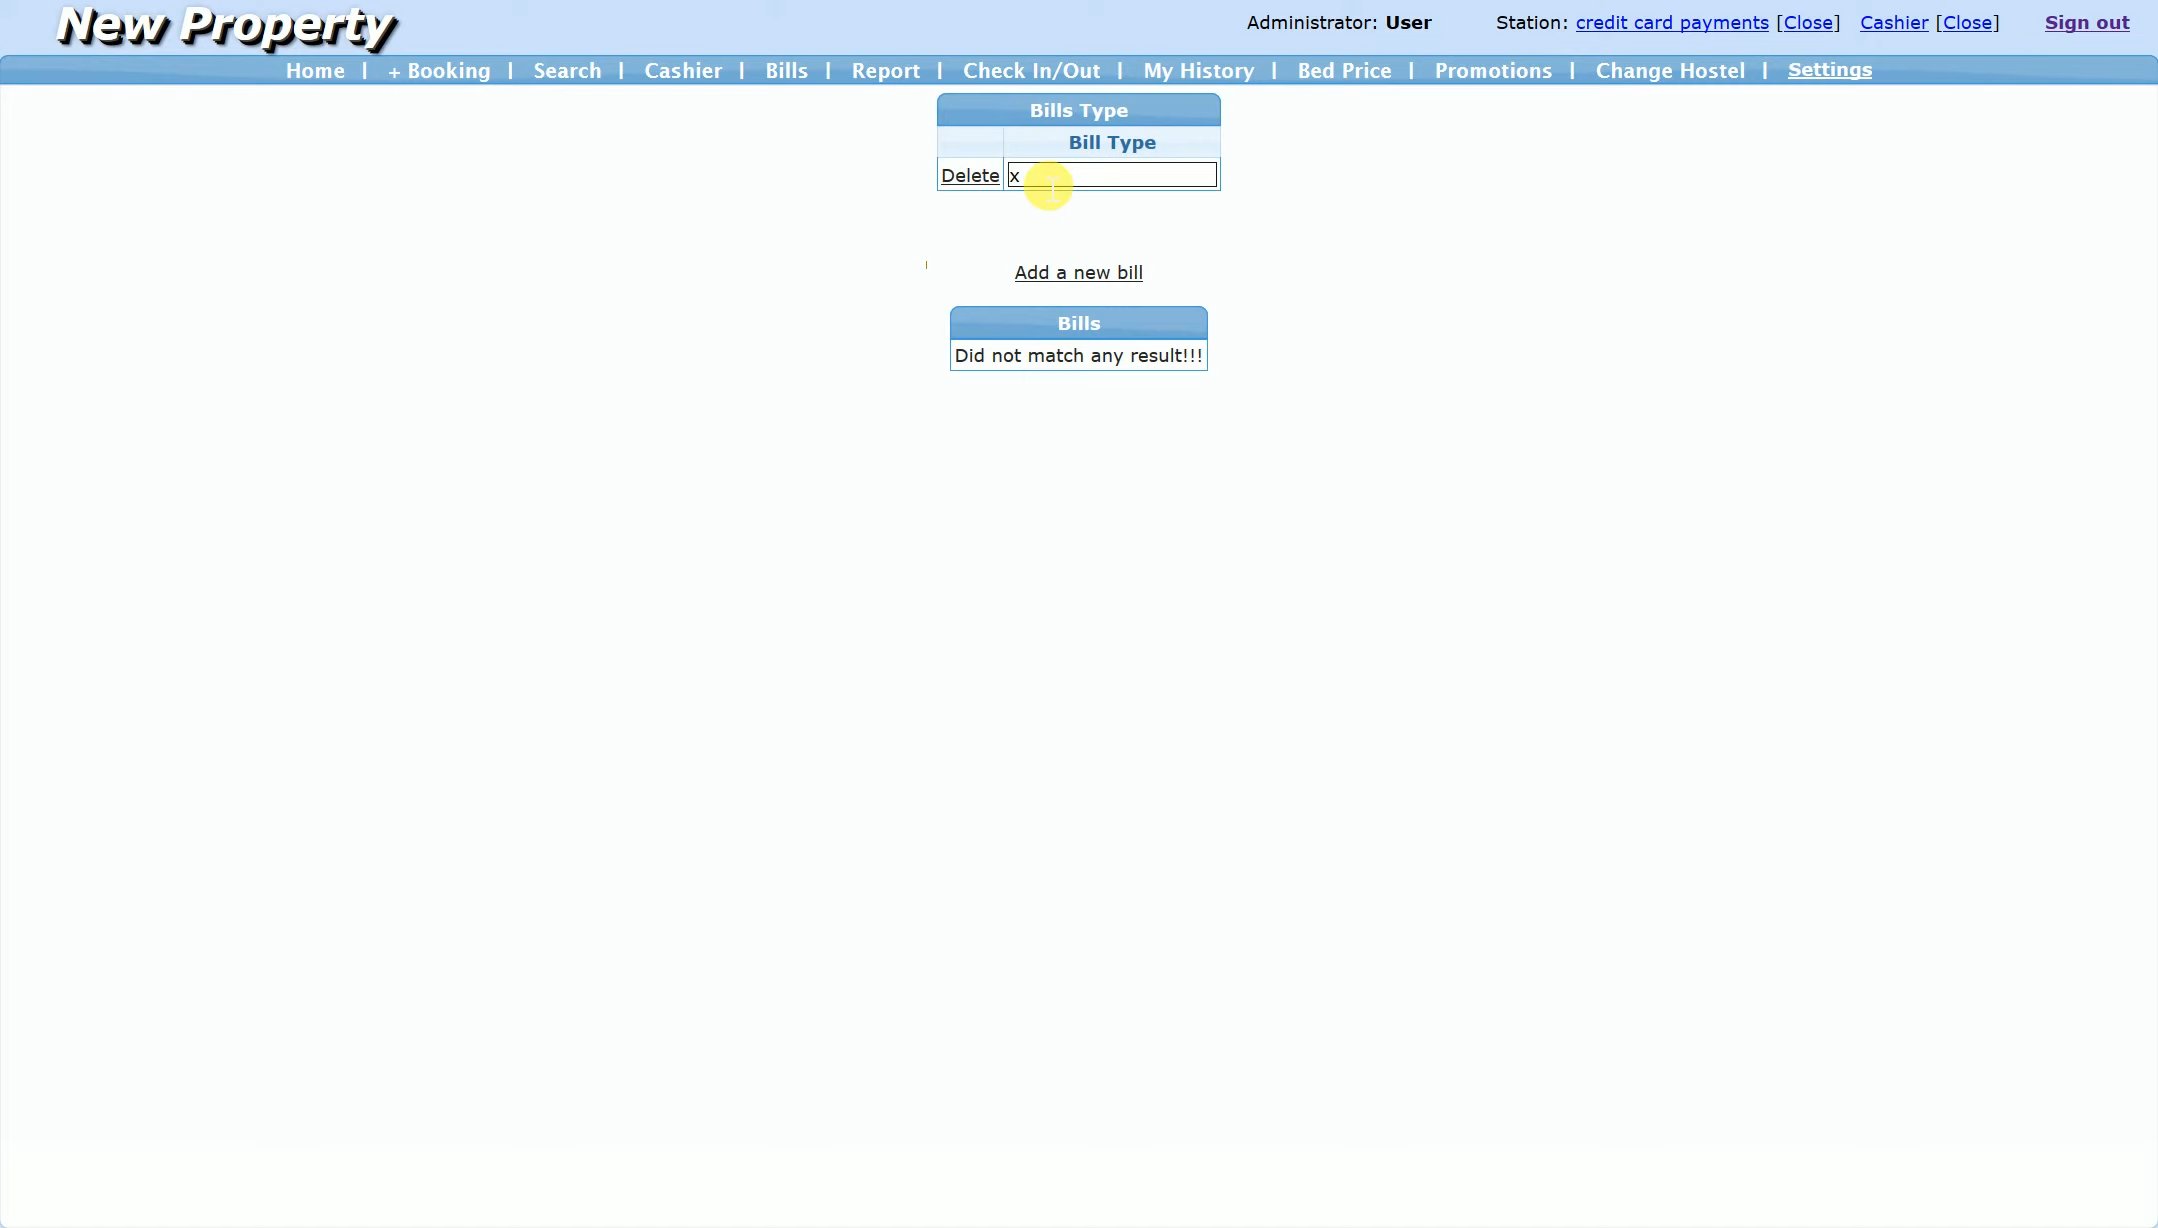 New Property
Administrator: User Station: credit card payments [Close] Cashier [Close] Sign out
Home | + Booking | Search | Cashier | Bills | Report | Check In/Out | My History | Bed Price | Promotions | Change Hostel | Settings
Bills Type
Bill Type
Delete x
Add a new bill
Bills
Did not match any result!!!